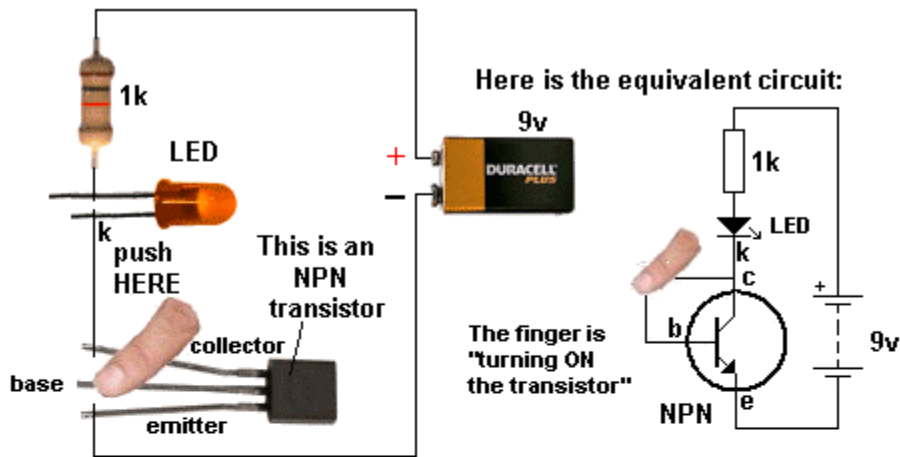 1k
LED
k
push
HERE
This is an
NPN
transistor
collector
base
emitter
+
−
9v
DURACELL
PLUS
Here is the equivalent circuit:
1k
LED
k
c
b
e
NPN
+
9v
The finger is
"turning ON
the transistor"